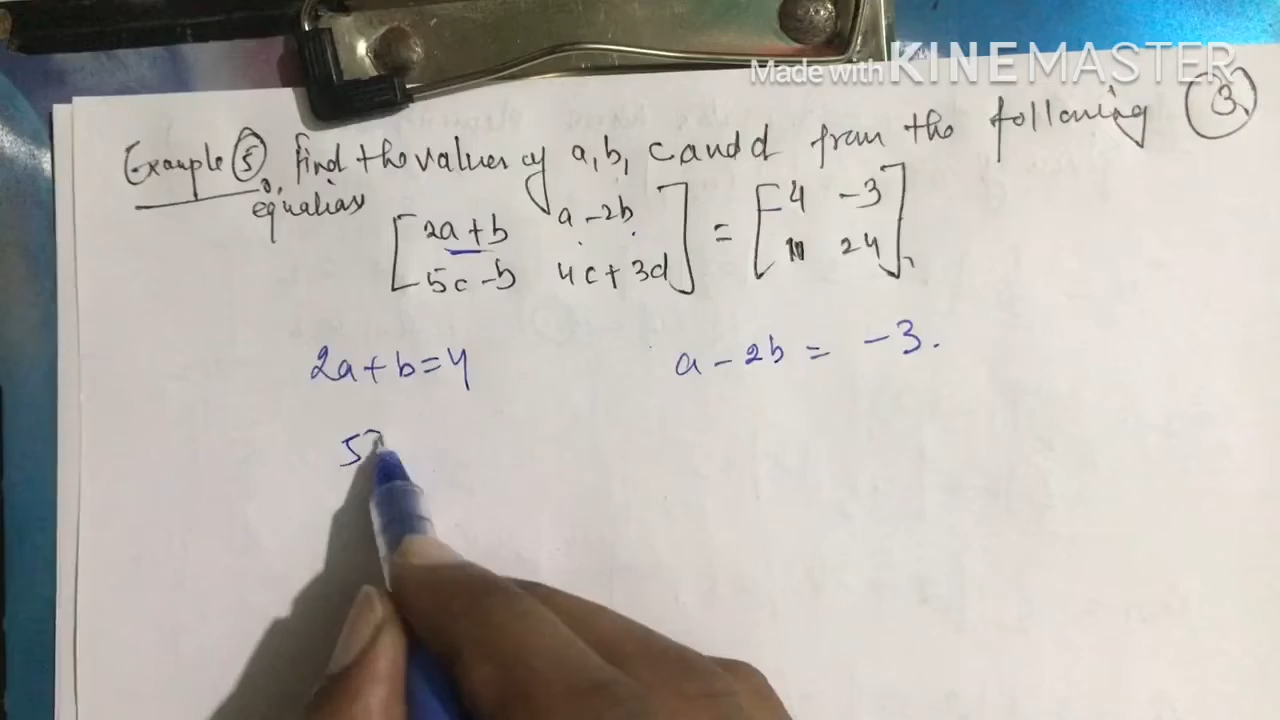 Made with KINEMASTER
Example 5, find the values of a, b, c and d from the following 3
equation
[2a+b a-2b] = [4 -3]
[5c-b 4c+3d] [11 24],
2a+b=4 a-2b = -3.
5